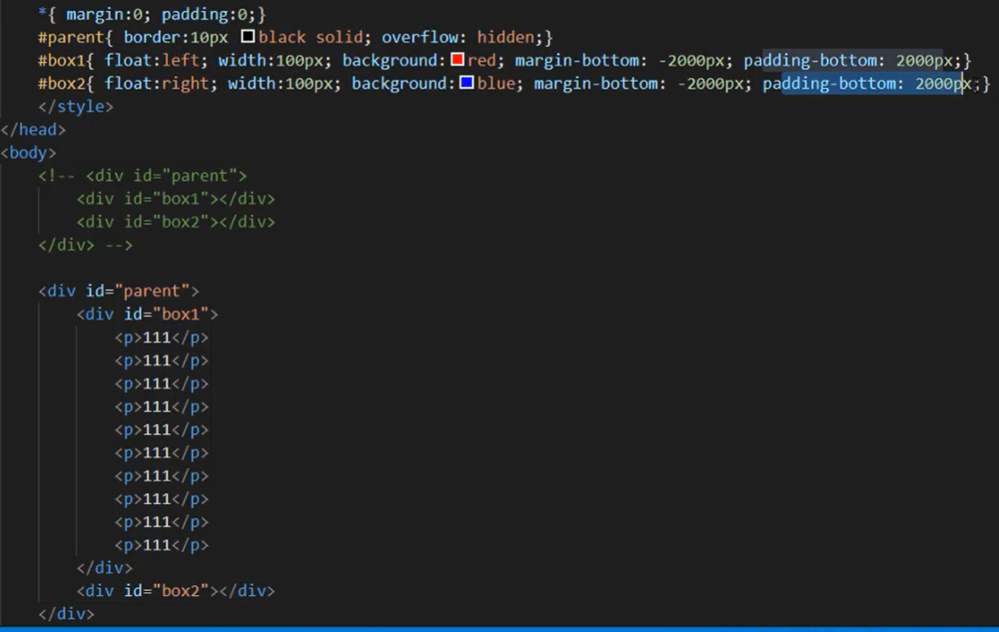 *{ margin:0; padding:0;}
#parent{ border:10px black solid; overflow: hidden;}
#box1{ float:left; width:100px; background:red; margin-bottom: -2000px; padding-bottom: 2000px;}
#box2{ float:right; width:100px; background:blue; margin-bottom: -2000px; padding-bottom: 2000px;}
</style>
</head>
<body>
<!-- <div id="parent">
<div id="box1"></div>
<div id="box2"></div>
</div> -->
<div id="parent">
<div id="box1">
<p>111</p>
<p>111</p>
<p>111</p>
<p>111</p>
<p>111</p>
<p>111</p>
<p>111</p>
<p>111</p>
<p>111</p>
<p>111</p>
</div>
<div id="box2"></div>
</div>